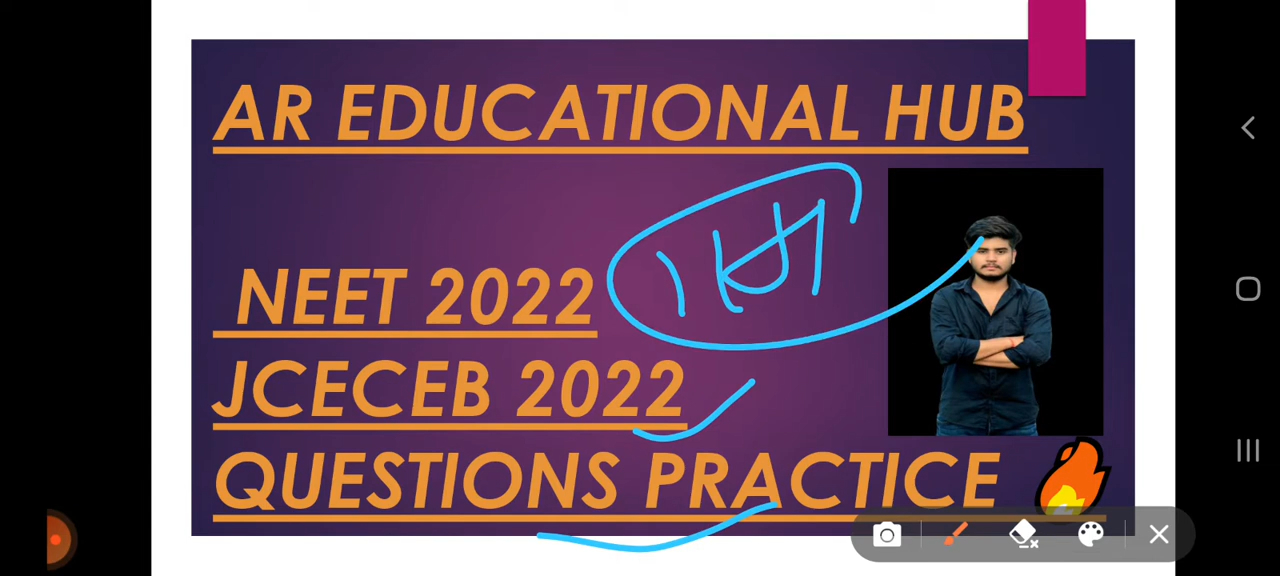 AR EDUCATIONAL HUB
NEET 2022
JCECEB 2022
QUESTIONS PRACTICE